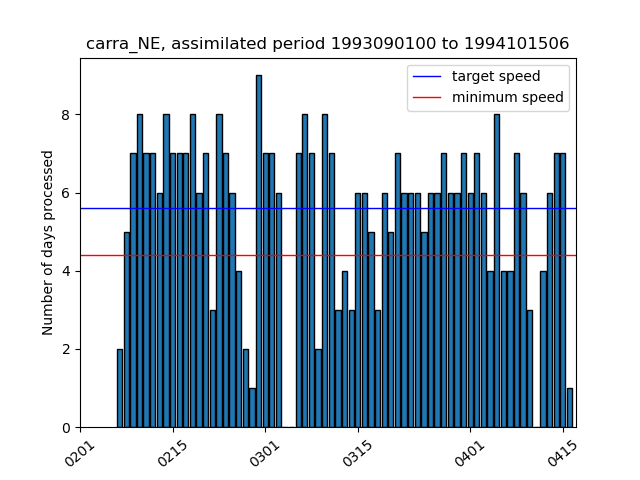 carra_NE, assimilated period 1993090100 to 1994101506
target speed
minimum speed
Number of days processed
8
6
4
2
0
0201
0215
0301
0315
0401
0415